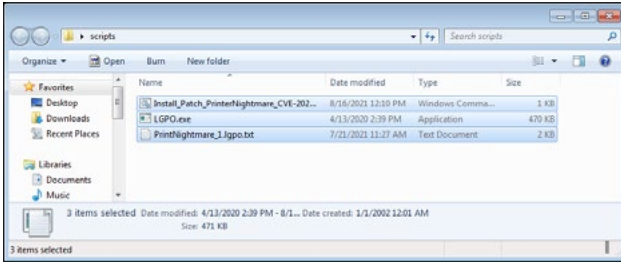 scripts
Search scripts
Organize Open Burn New folder
Favorites
Desktop
Downloads
Recent Places
Libraries
Documents
Music
Name Date modified Type Size
Install_Patch_PrinterNightmare_CVE-202... 8/16/2021 12:10 PM Windows Comma... 1 KB
LGPO.exe 4/13/2020 2:39 PM Application 470 KB
PrintNightmare_1.lgpo.txt 7/21/2021 11:27 AM Text Document 2 KB
3 items selected Date modified: 4/13/2020 2:39 PM - 8/1... Date created: 1/1/2002 12:01 AM
Size: 471 KB
3 items selected